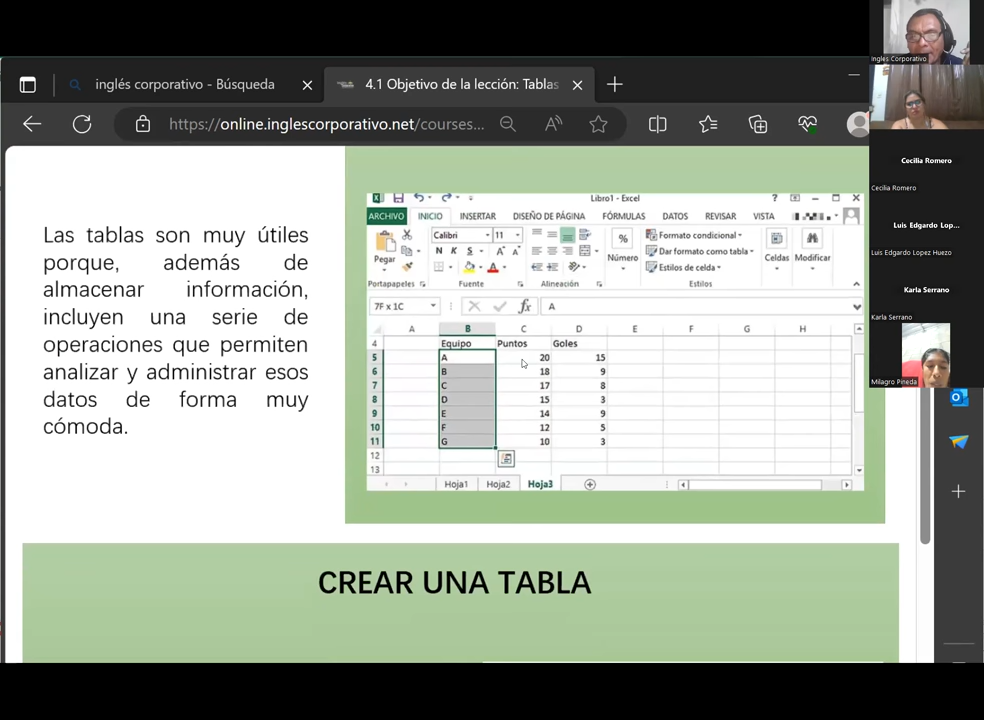 inglés corporativo - Búsqueda
4.1 Objetivo de la lección: Tablas
https://online.inglescorporativo.net/courses...
Las tablas son muy útiles
porque, además de
almacenar información,
incluyen una serie de
operaciones que permiten
analizar y administrar esos
datos de forma muy
cómoda.
Libro1 - Excel
ARCHIVO INICIO INSERTAR DISEÑO DE PÁGINA FÓRMULAS DATOS REVISAR VISTA
Calibri 11
Pegar
N K S
Número
Formato condicional
Dar formato como tabla
Estilos de celda
Celdas Modificar
Portapapeles Fuente Alineación Estilos
7F x 1C fx A
A B C D E F G H
4 Equipo Puntos Goles
5 A 20 15
6 B 18 9
7 C 17 8
8 D 15 3
9 E 14 9
10 F 12 5
11 G 10 3
12
13
Hoja1 Hoja2 Hoja3
CREAR UNA TABLA
Ingles Corporativo
Cecilia Romero
Cecilia Romero
Luis Edgardo Lop...
Luis Edgardo Lopez Huezo
Karla Serrano
Karla Serrano
Milagro Pineda